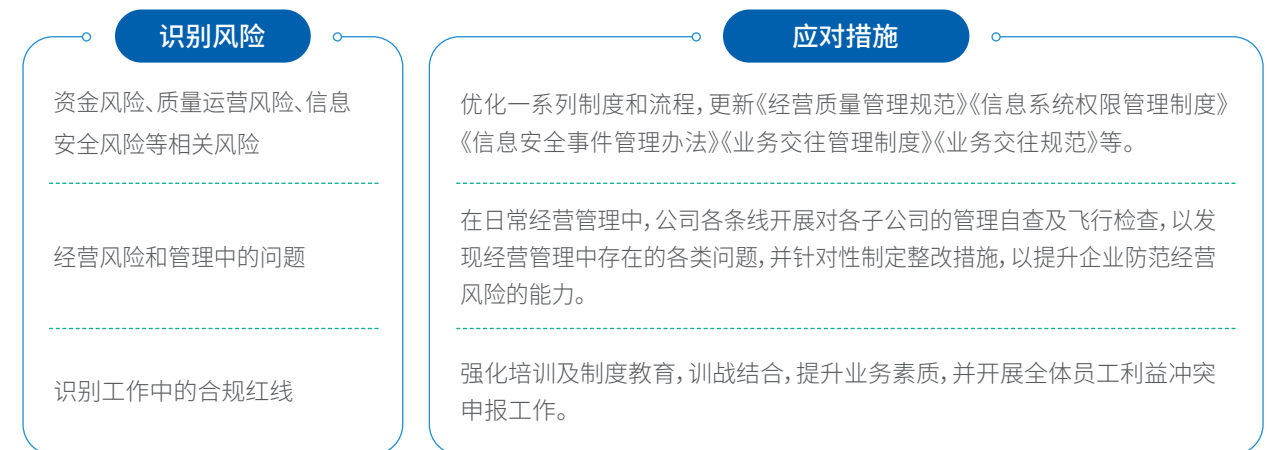 识别风险
应对措施
资金风险、质量运营风险、信息
安全风险等相关风险
优化一系列制度和流程，更新《经营质量管理规范》《信息系统权限管理制度》
《信息安全事件管理办法》《业务交往管理制度》《业务交往规范》等。
经营风险和管理中的问题
在日常经营管理中，公司各条线开展对各子公司的管理自查及飞行检查，以发
现经营管理中存在的各类问题，并针对性制定整改措施，以提升企业防范经营
风险的能力。
识别工作中的合规红线
强化培训及制度教育，训战结合，提升业务素质，并开展全体员工利益冲突
申报工作。